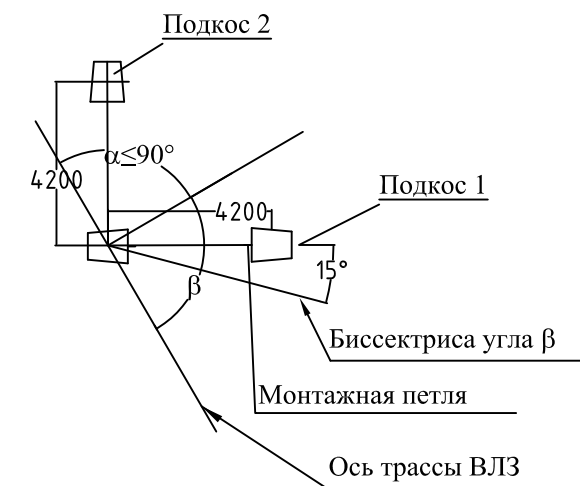 Подкос 2
α≤90°
4200
Подкос 1
4200
15°
β
Биссектриса угла β
Монтажная петля
Ось трассы ВЛЗ